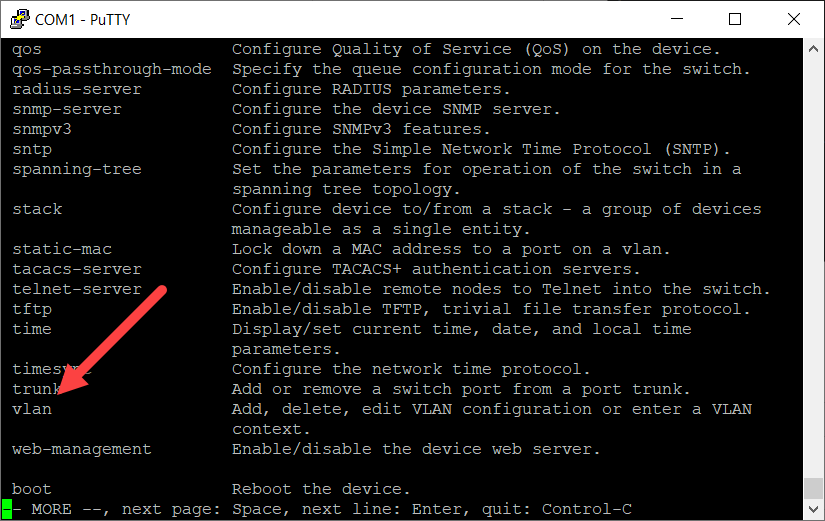 COM1 - PuTTY
qos Configure Quality of Service (QoS) on the device.
qos-passthrough-mode Specify the queue configuration mode for the switch.
radius-server Configure RADIUS parameters.
snmp-server Configure the device SNMP server.
snmpv3 Configure SNMPv3 features.
sntp Configure the Simple Network Time Protocol (SNTP).
spanning-tree Set the parameters for operation of the switch in a
spanning tree topology.
stack Configure device to/from a stack - a group of devices
manageable as a single entity.
static-mac Lock down a MAC address to a port on a vlan.
tacacs-server Configure TACACS+ authentication servers.
telnet-server Enable/disable remote nodes to Telnet into the switch.
tftp Enable/disable TFTP, trivial file transfer protocol.
time Display/set current time, date, and local time
parameters.
timesync Configure the network time protocol.
trunk Add or remove a switch port from a port trunk.
vlan Add, delete, edit VLAN configuration or enter a VLAN
context.
web-management Enable/disable the device web server.
boot Reboot the device.
-- MORE --, next page: Space, next line: Enter, quit: Control-C